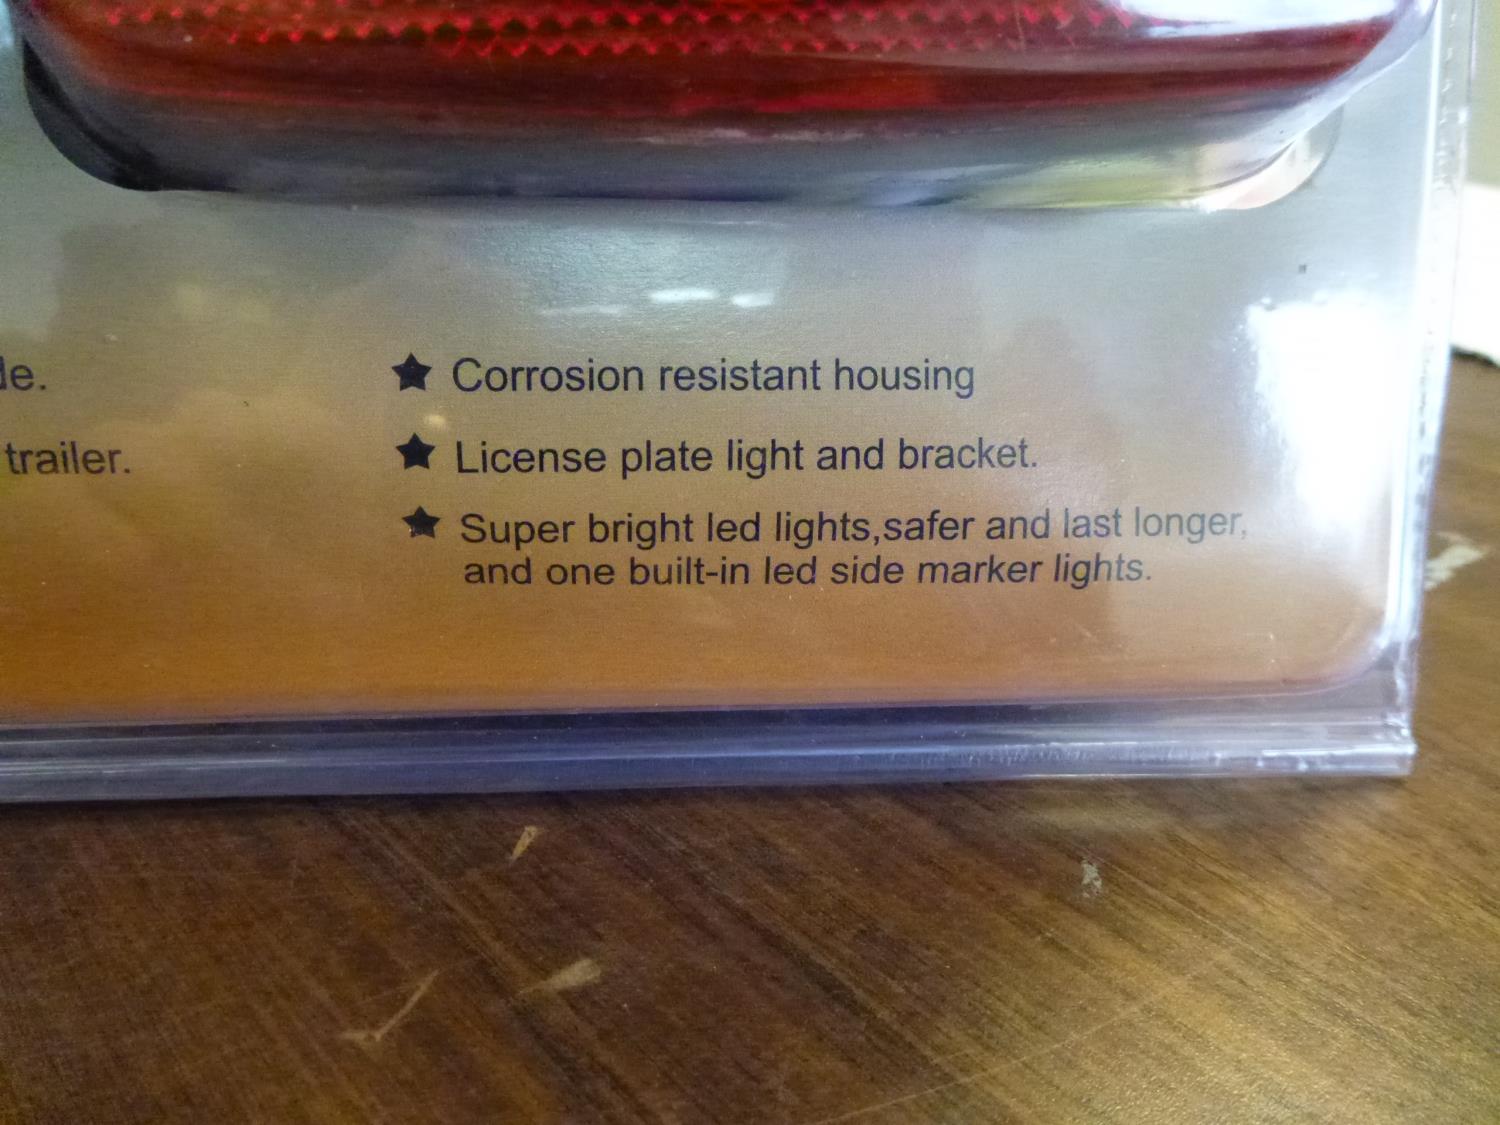 trailer.
Corrosion resistant housing
License plate light and bracket.
Super bright led lights,safer and last longer,
and one built-in led side marker lights.